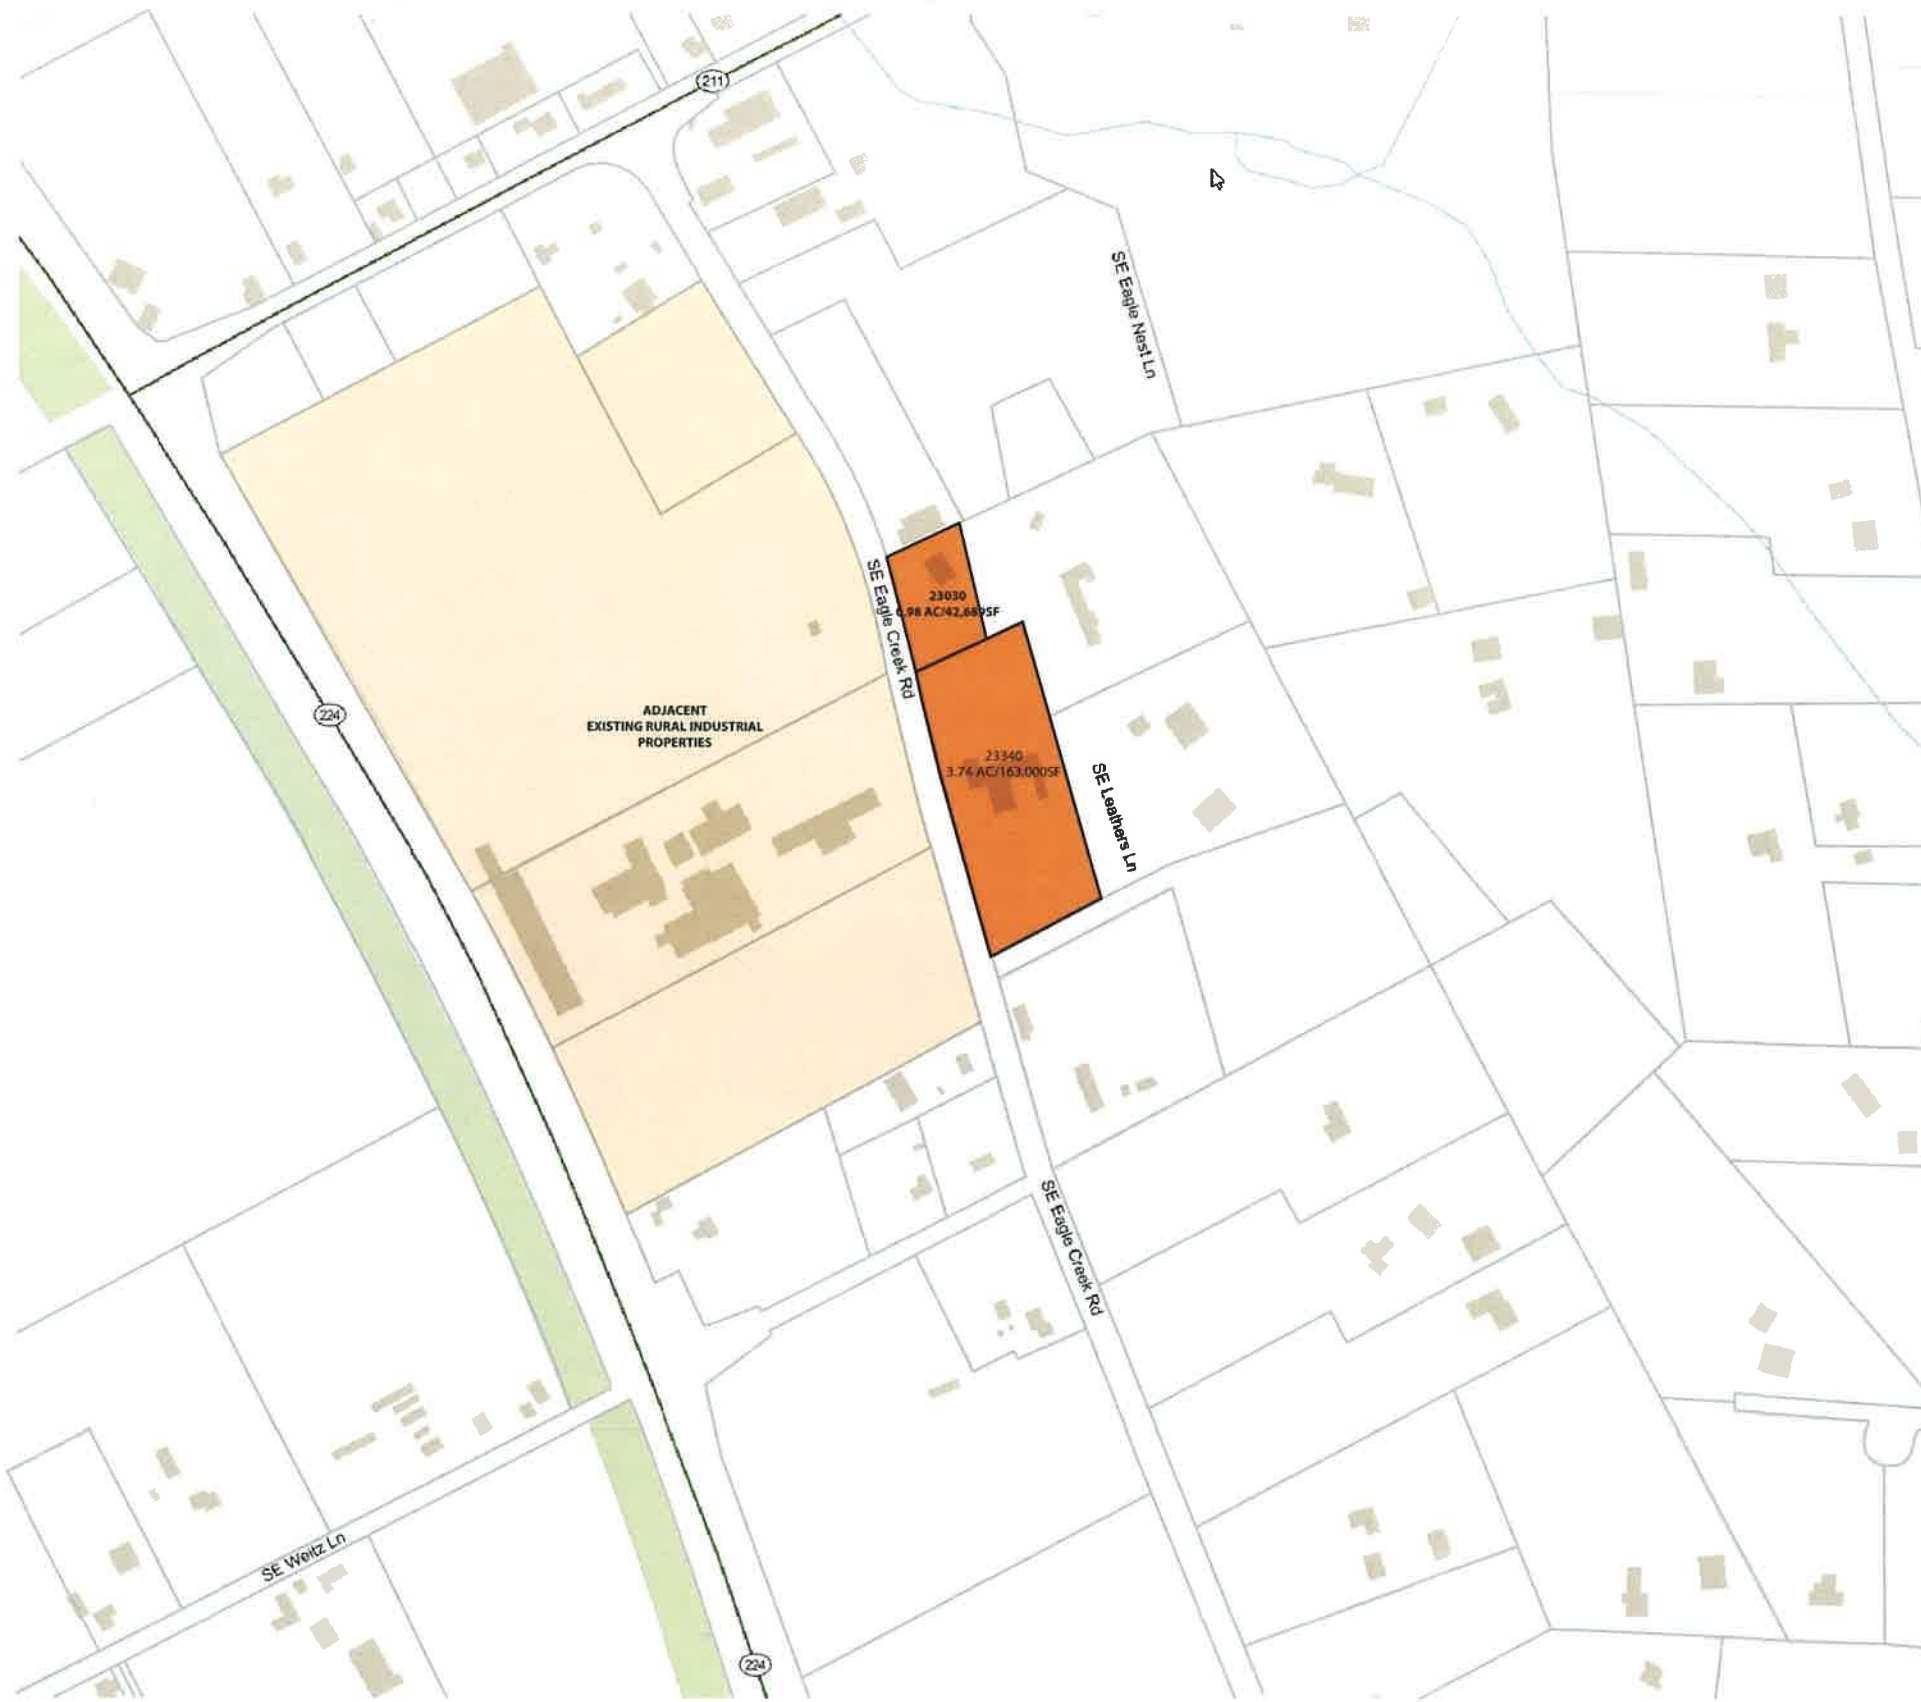 211
SE Eagle Nest Ln
SE Eagle Creek Rd
23030
0.98 AC/42,689SF
224
ADJACENT
EXISTING RURAL INDUSTRIAL
PROPERTIES
23340
3.74 AC/163,000SF
SE Leathers Ln
SE Eagle Creek Rd
SE Weitz Ln
224